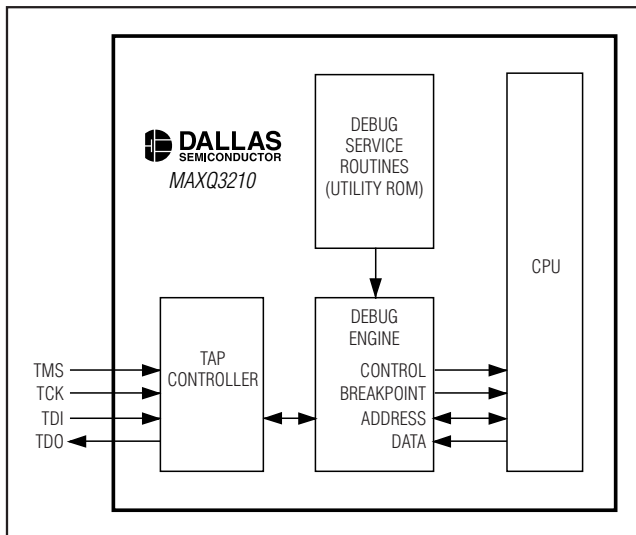 DALLAS
SEMICONDUCTOR
MAXQ3210
DEBUG
SERVICE
ROUTINES
(UTILITY ROM)
CPU
TAP
CONTROLLER
DEBUG
ENGINE
CONTROL
BREAKPOINT
ADDRESS
DATA
TMS
TCK
TDI
TDO